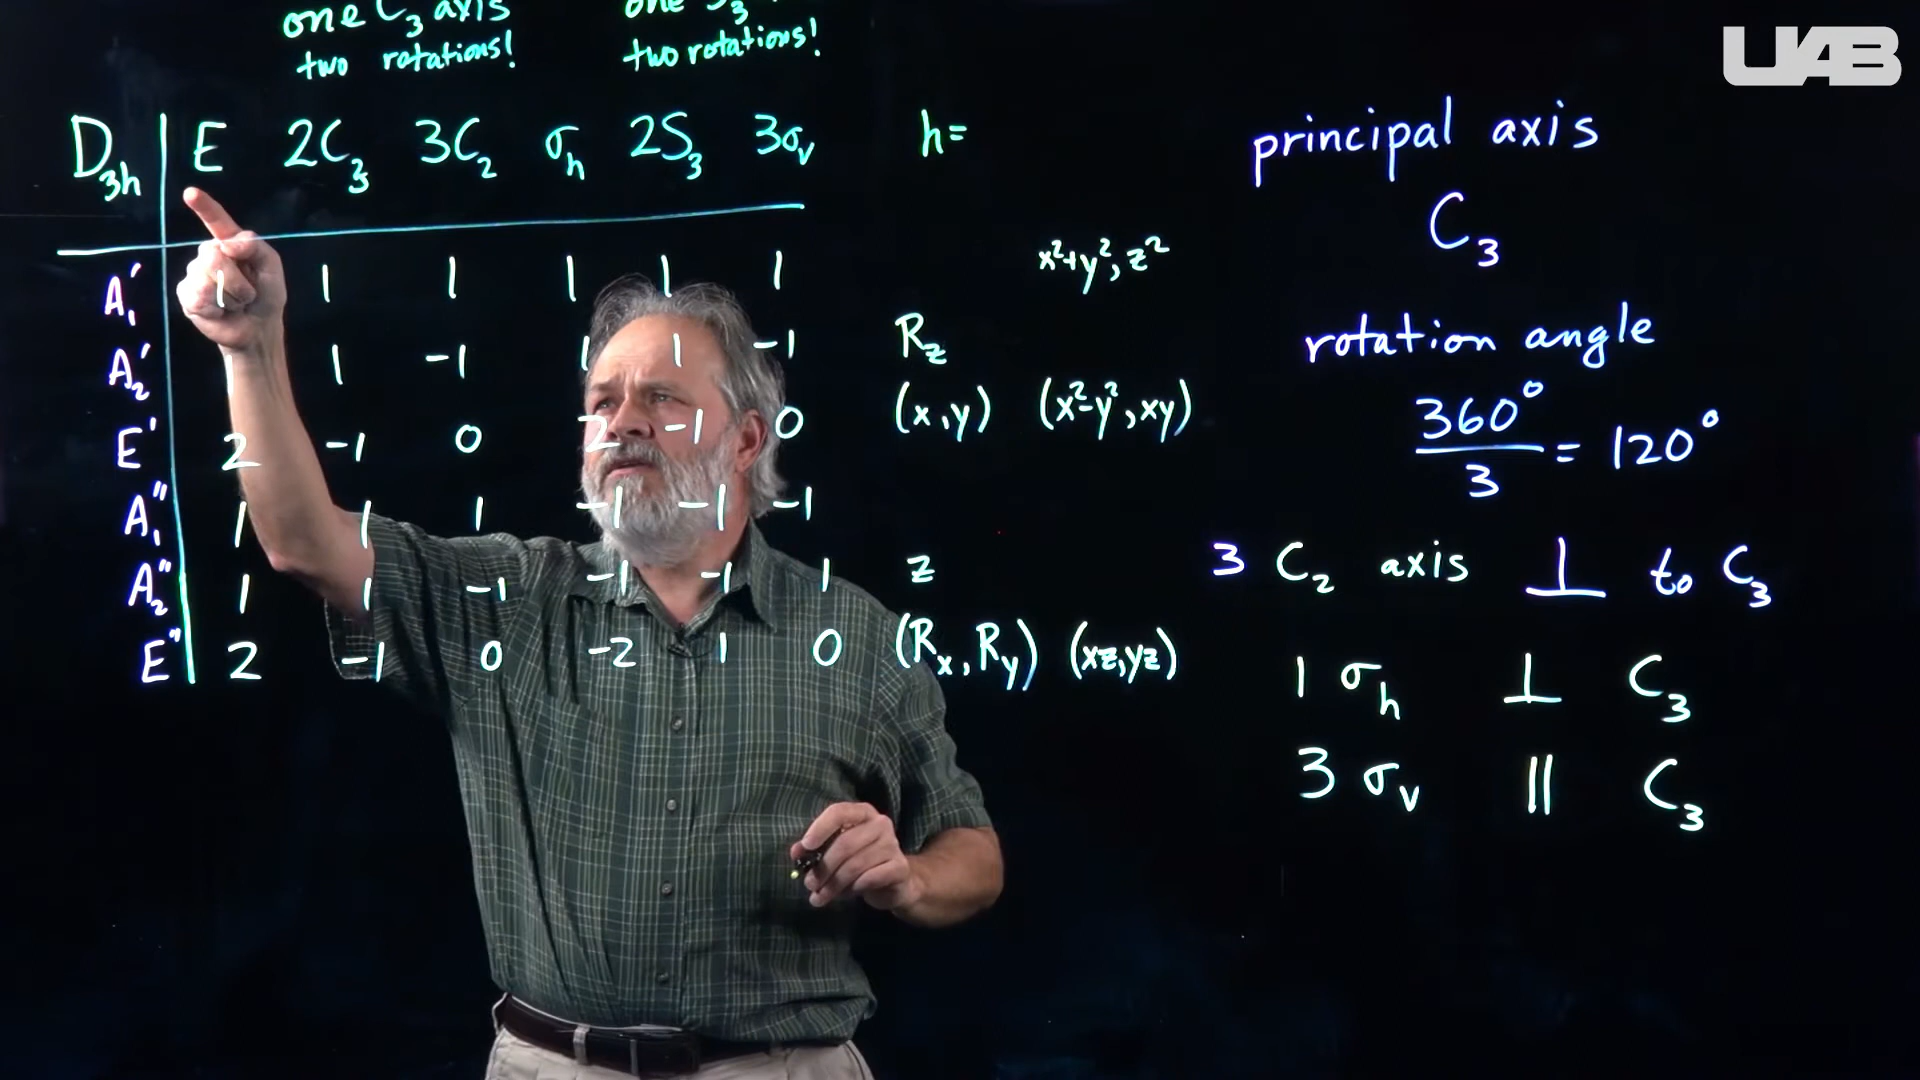 one C3 axis
two rotations!
one S3
two rotations!
UAB
D3h E 2C3 3C2 σh 2S3 3σv h=
A1′ 1 1 1 1 1 1 x²+y², z²
A2′ 1 1 -1 1 1 -1 Rz
E′ 2 -1 0 2 -1 0 (x,y) (x²-y², xy)
A1″ 1 1 1 -1 -1 -1
A2″ 1 1 -1 -1 -1 1 z
E″ 2 -1 0 -2 1 0 (Rx, Ry) (xz, yz)
principal axis
C3
rotation angle
360° / 3 = 120°
3 C2 axis ⊥ to C3
1 σh ⊥ C3
3 σv || C3